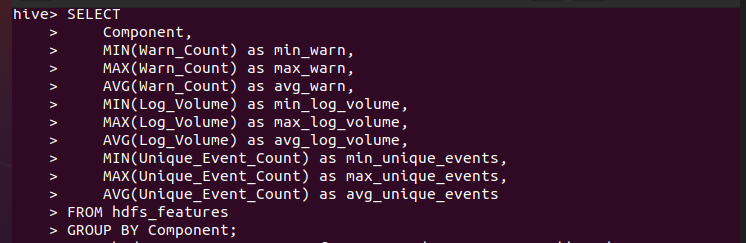 hive> SELECT
    >     Component,
    >     MIN(Warn_Count) as min_warn,
    >     MAX(Warn_Count) as max_warn,
    >     AVG(Warn_Count) as avg_warn,
    >     MIN(Log_Volume) as min_log_volume,
    >     MAX(Log_Volume) as max_log_volume,
    >     AVG(Log_Volume) as avg_log_volume,
    >     MIN(Unique_Event_Count) as min_unique_events,
    >     MAX(Unique_Event_Count) as max_unique_events,
    >     AVG(Unique_Event_Count) as avg_unique_events
    > FROM hdfs_features
    > GROUP BY Component;